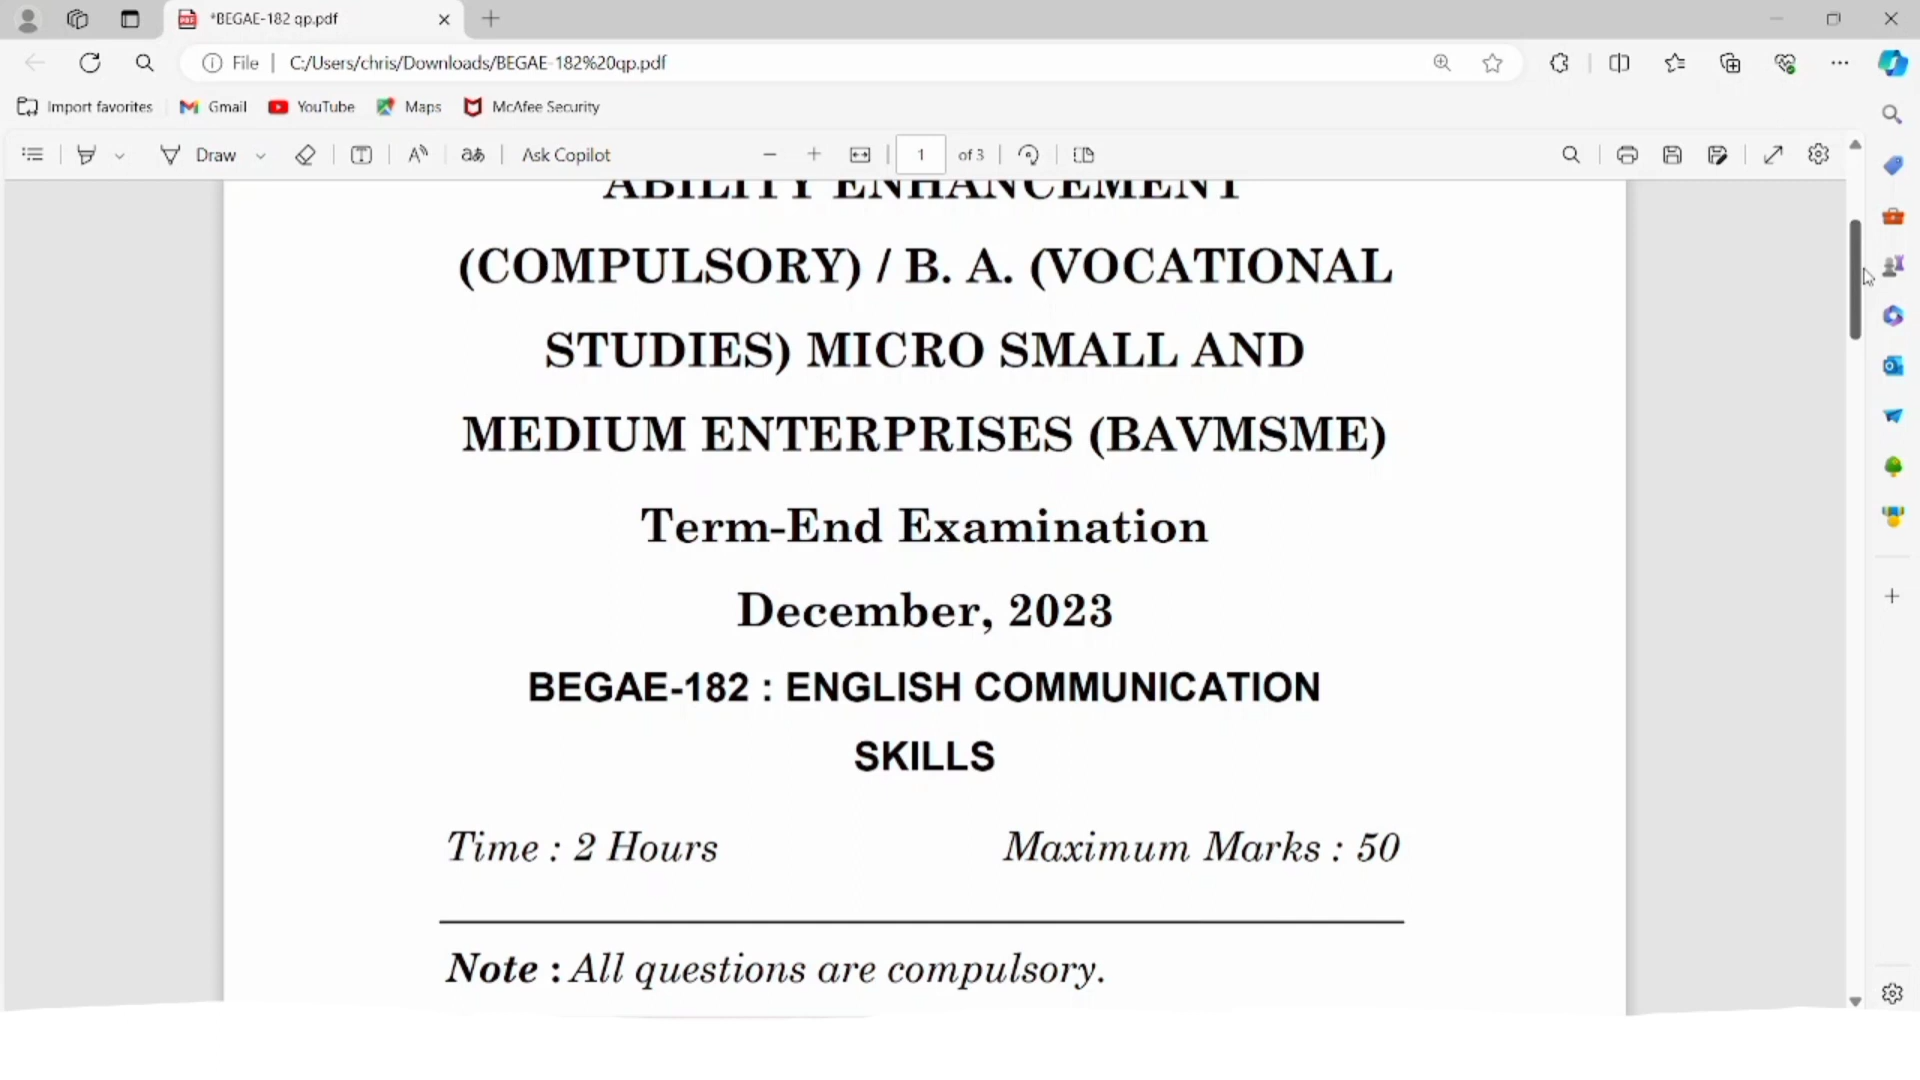 *BEGAE-182 qp.pdf
File | C:/Users/chris/Downloads/BEGAE-182%20qp.pdf
Import favorites Gmail YouTube Maps McAfee Security
Draw Ask Copilot 1 of 3
ABILITY ENHANCEMENT
(COMPULSORY) / B. A. (VOCATIONAL
STUDIES) MICRO SMALL AND
MEDIUM ENTERPRISES (BAVMSME)
Term-End Examination
December, 2023
BEGAE-182 : ENGLISH COMMUNICATION
SKILLS
Time : 2 Hours Maximum Marks : 50
Note : All questions are compulsory.